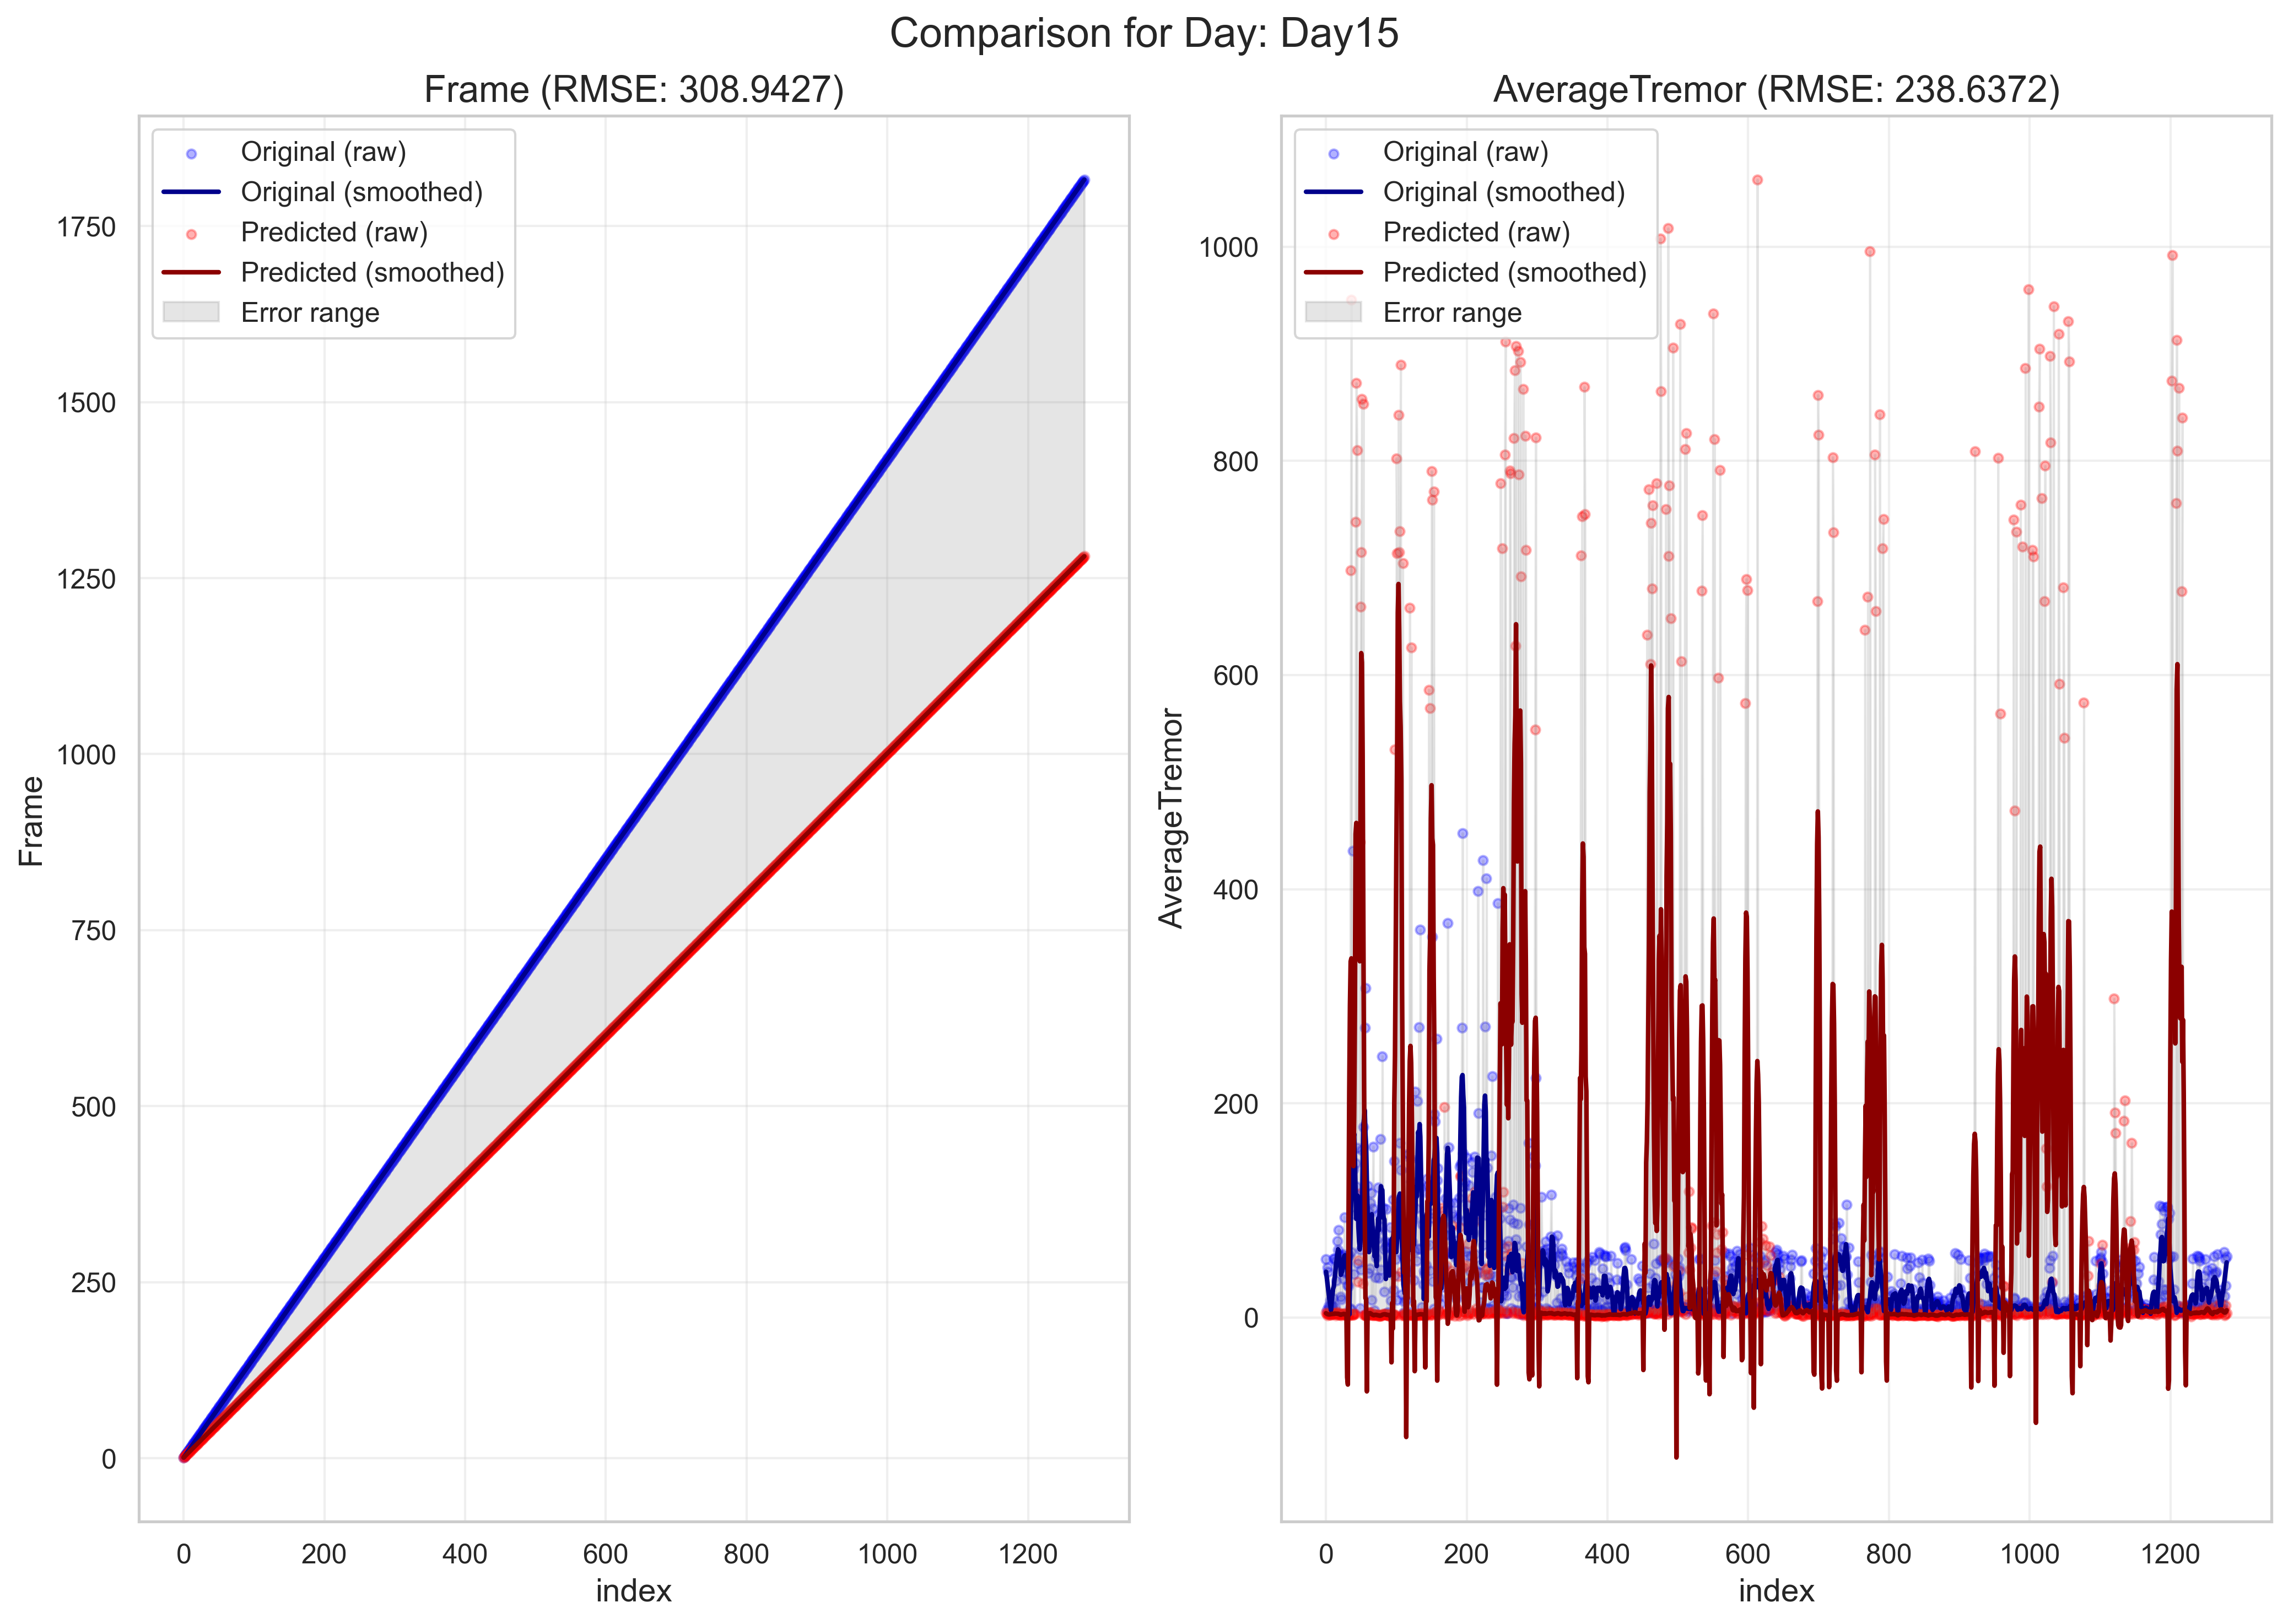 Comparison for Day: Day15
Frame (RMSE: 308.9427)
Original (raw)
Original (smoothed)
Predicted (raw)
Predicted (smoothed)
Error range
1750
1500
1250
1000
750
500
250
0
Frame
0 200 400 600 800 1000 1200
index
AverageTremor (RMSE: 238.6372)
Original (raw)
Original (smoothed)
Predicted (raw)
Predicted (smoothed)
Error range
1000
800
600
400
200
0
AverageTremor
0 200 400 600 800 1000 1200
index